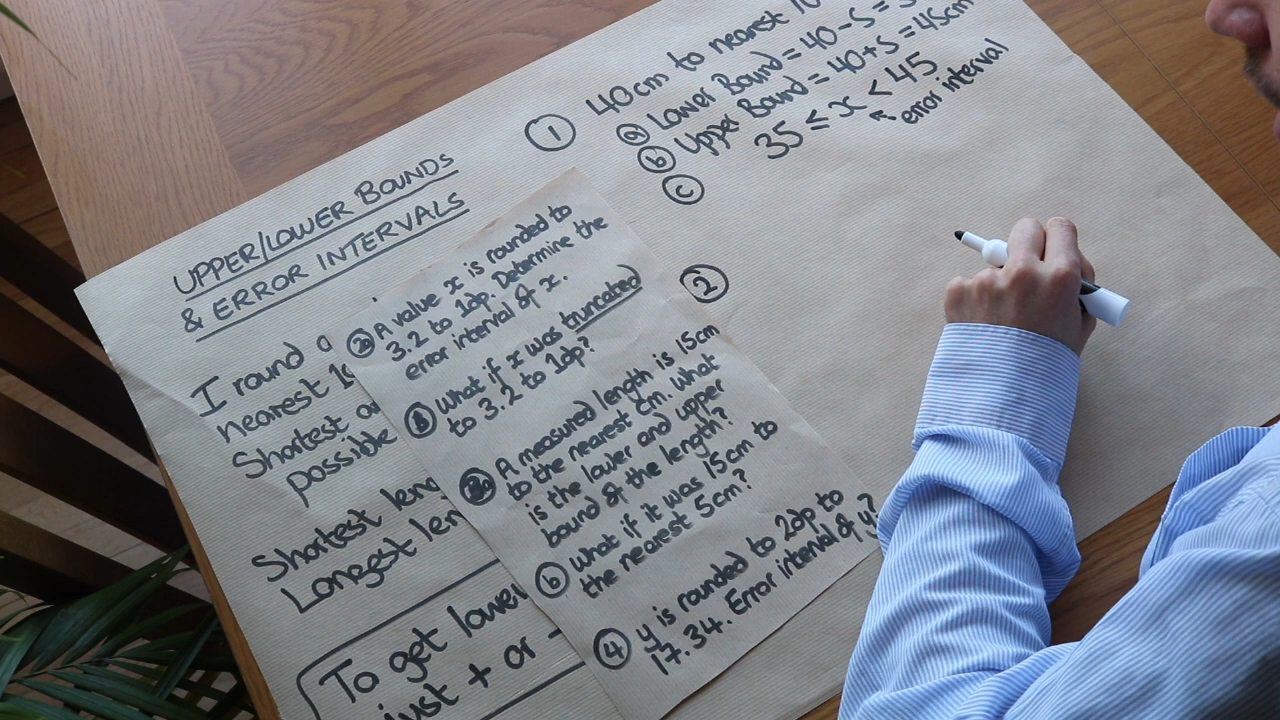 UPPER/LOWER BOUNDS
& ERROR INTERVALS
I round a
nearest 10
Shortest
possible
Shortest
Longest
To get lower
just + or -
② A value x is rounded to
3.2 to 1dp. Determine the
error interval of x.
③ What if x was truncated
to 3.2 to 1dp?
A measured length is 15cm
to the nearest cm. What
is the lower and upper
bound of the length?
ⓑ What if it was 15cm to
the nearest 5cm?
④ y is rounded to 2dp to
17.34. Error interval of y?
① 40cm to nearest 10
ⓐ Lower Bound = 40-5 =
ⓑ Upper Bound = 40+5 = 45cm
ⓒ 35 ≤ x < 45
error interval
②